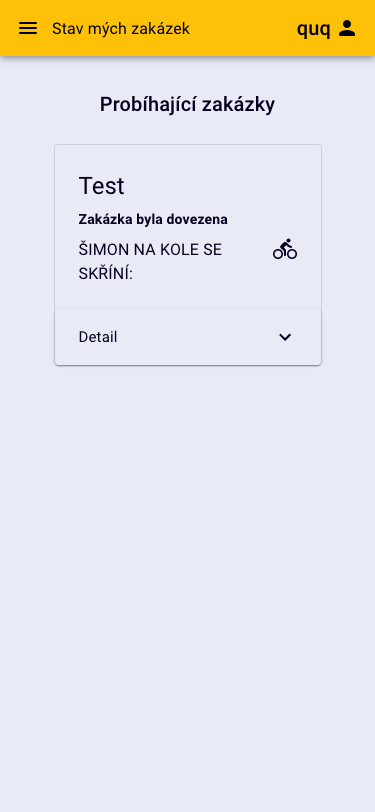 Stav mých zakázek
quq
Probíhající zakázky
Test
Zakázka byla dovezena
ŠIMON NA KOLE SE
SKŘÍNÍ:
Detail